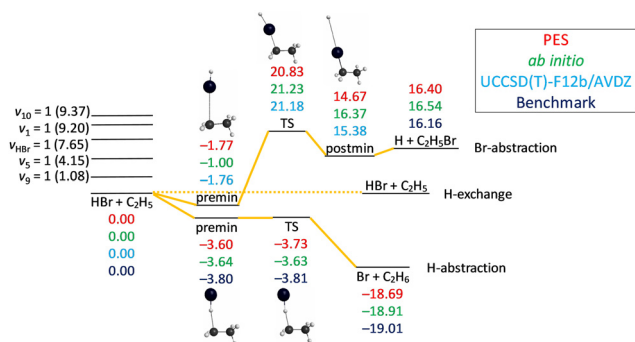 PES
ab initio
UCCSD(T)-F12b/AVDZ
Benchmark
20.83
21.23
21.18
TS
14.67
16.37
15.38
postmin
16.40
16.54
16.16
H + C₂H₅Br
Br-abstraction
v₁₀ = 1 (9.37)
v₁ = 1 (9.20)
v_HBr = 1 (7.65)
v₅ = 1 (4.15)
v₉ = 1 (1.08)
HBr + C₂H₅
0.00
0.00
0.00
0.00
−1.77
−1.00
−1.76
premin
HBr + C₂H₅
H-exchange
premin
−3.60
−3.64
−3.80
TS
−3.73
−3.63
−3.81
Br + C₂H₆
−18.69
−18.91
−19.01
H-abstraction